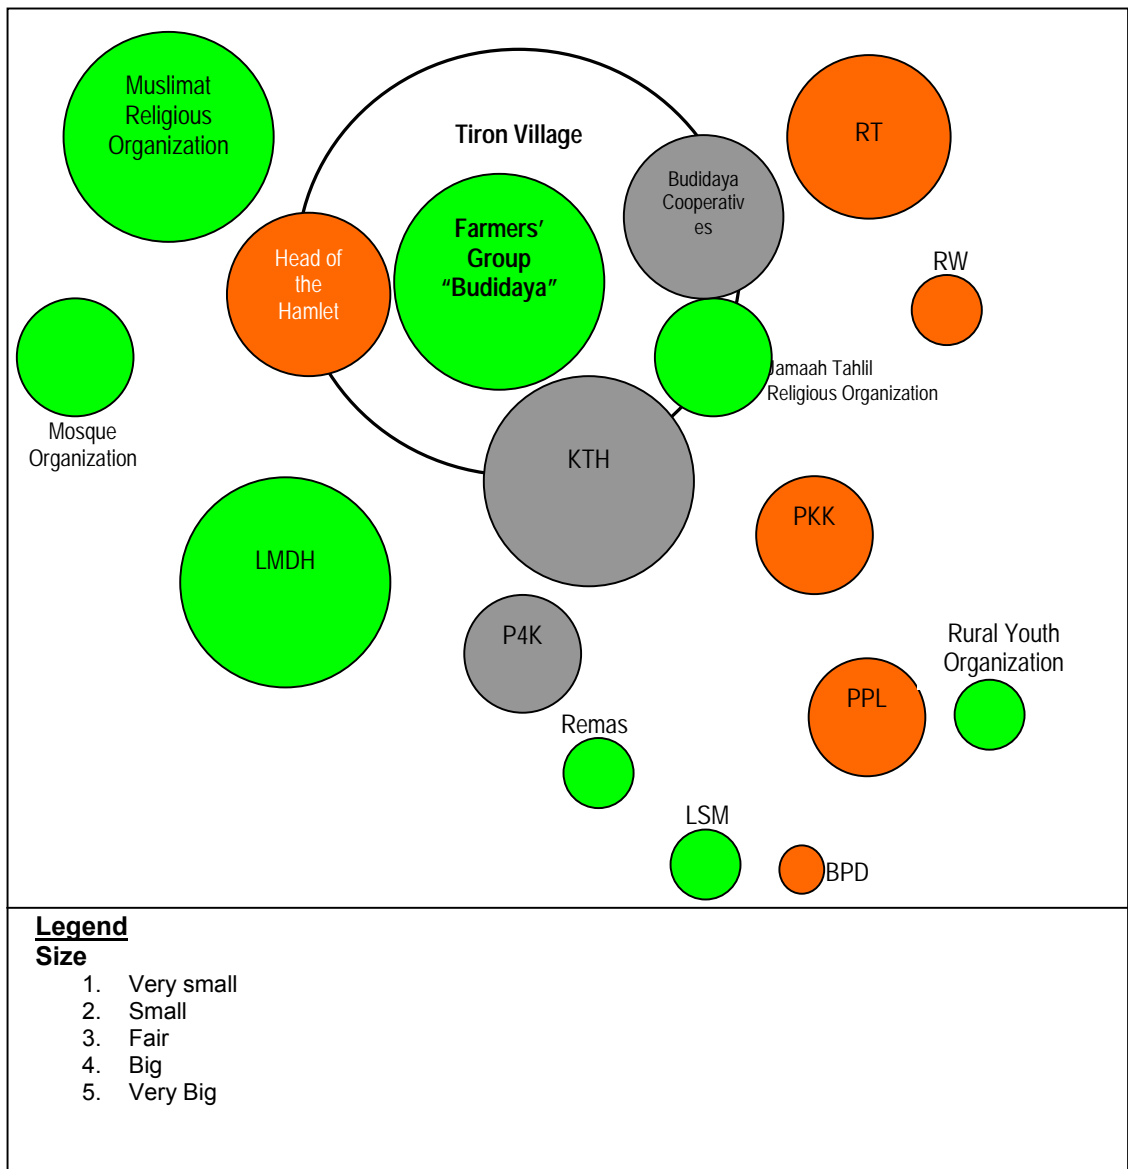 Muslimat
Religious
Organization
Tiron Village
RT
Budidaya
Cooperativ
es
Farmers'
Group
"Budidaya"
Head of
the
Hamlet
RW
Jamaah Tahlil
Religious Organization
Mosque
Organization
KTH
PKK
LMDH
P4K
Rural Youth
Organization
PPL
Remas
LSM
BPD
Legend
Size
1. Very small
2. Small
3. Fair
4. Big
5. Very Big